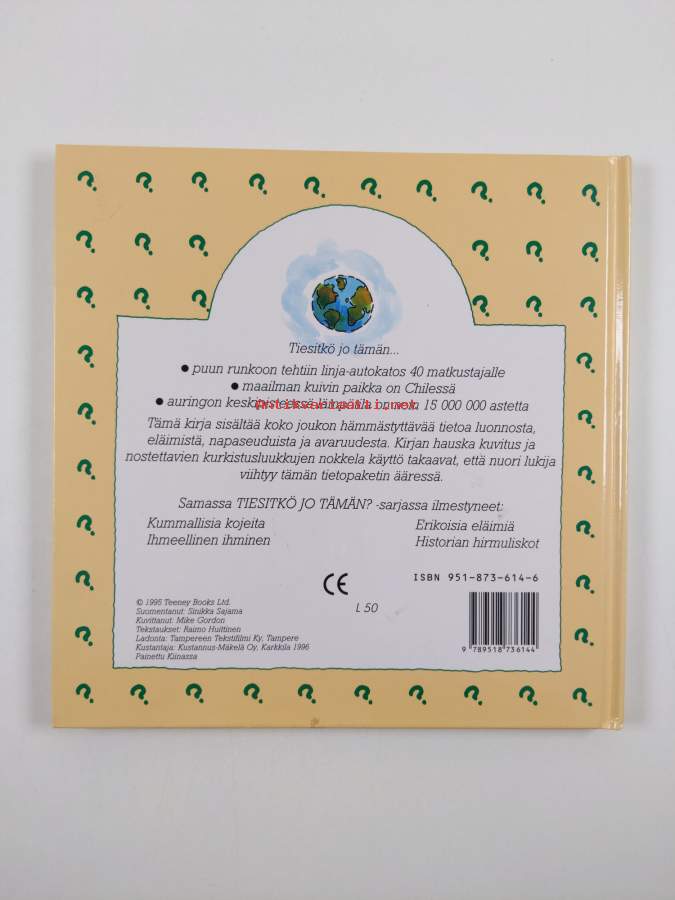 Tiesitkö jo tämän...
• puun runkoon tehtiin linja-autokatos 40 matkustajalle
• maailman kuivin paikka on Chilessä
• auringon keskipisteessä lämpötila on noin 15 000 000 astetta
Tämä kirja sisältää koko joukon hämmästyttävää tietoa luonnosta,
eläimistä, napaseuduista ja avaruudesta. Kirjan hauska kuvitus ja
nostettavien kurkistusluukkujen nokkela käyttö takaavat, että nuori lukija
viihtyy tämän tietopaketin ääressä.
Samassa TIESITKÖ JO TÄMÄN? -sarjassa ilmestyneet:
Kummallisia kojeita Erikoisia eläimiä
Ihmeellinen ihminen Historian hirmuliskot
CE
ISBN 951-873-614-6
L 50
© 1995 Teeney Books Ltd.
Suomentanut: Sinikka Sajama
Kuvittanut: Mike Gordon
Tekstaukset: Raimo Huittinen
Ladonta: Tampereen Tekstifilmi Ky, Tampere
Kustantaja: Kustannus-Mäkelä Oy, Karkkila 1996
Painettu Kiinassa
9 789518 736144